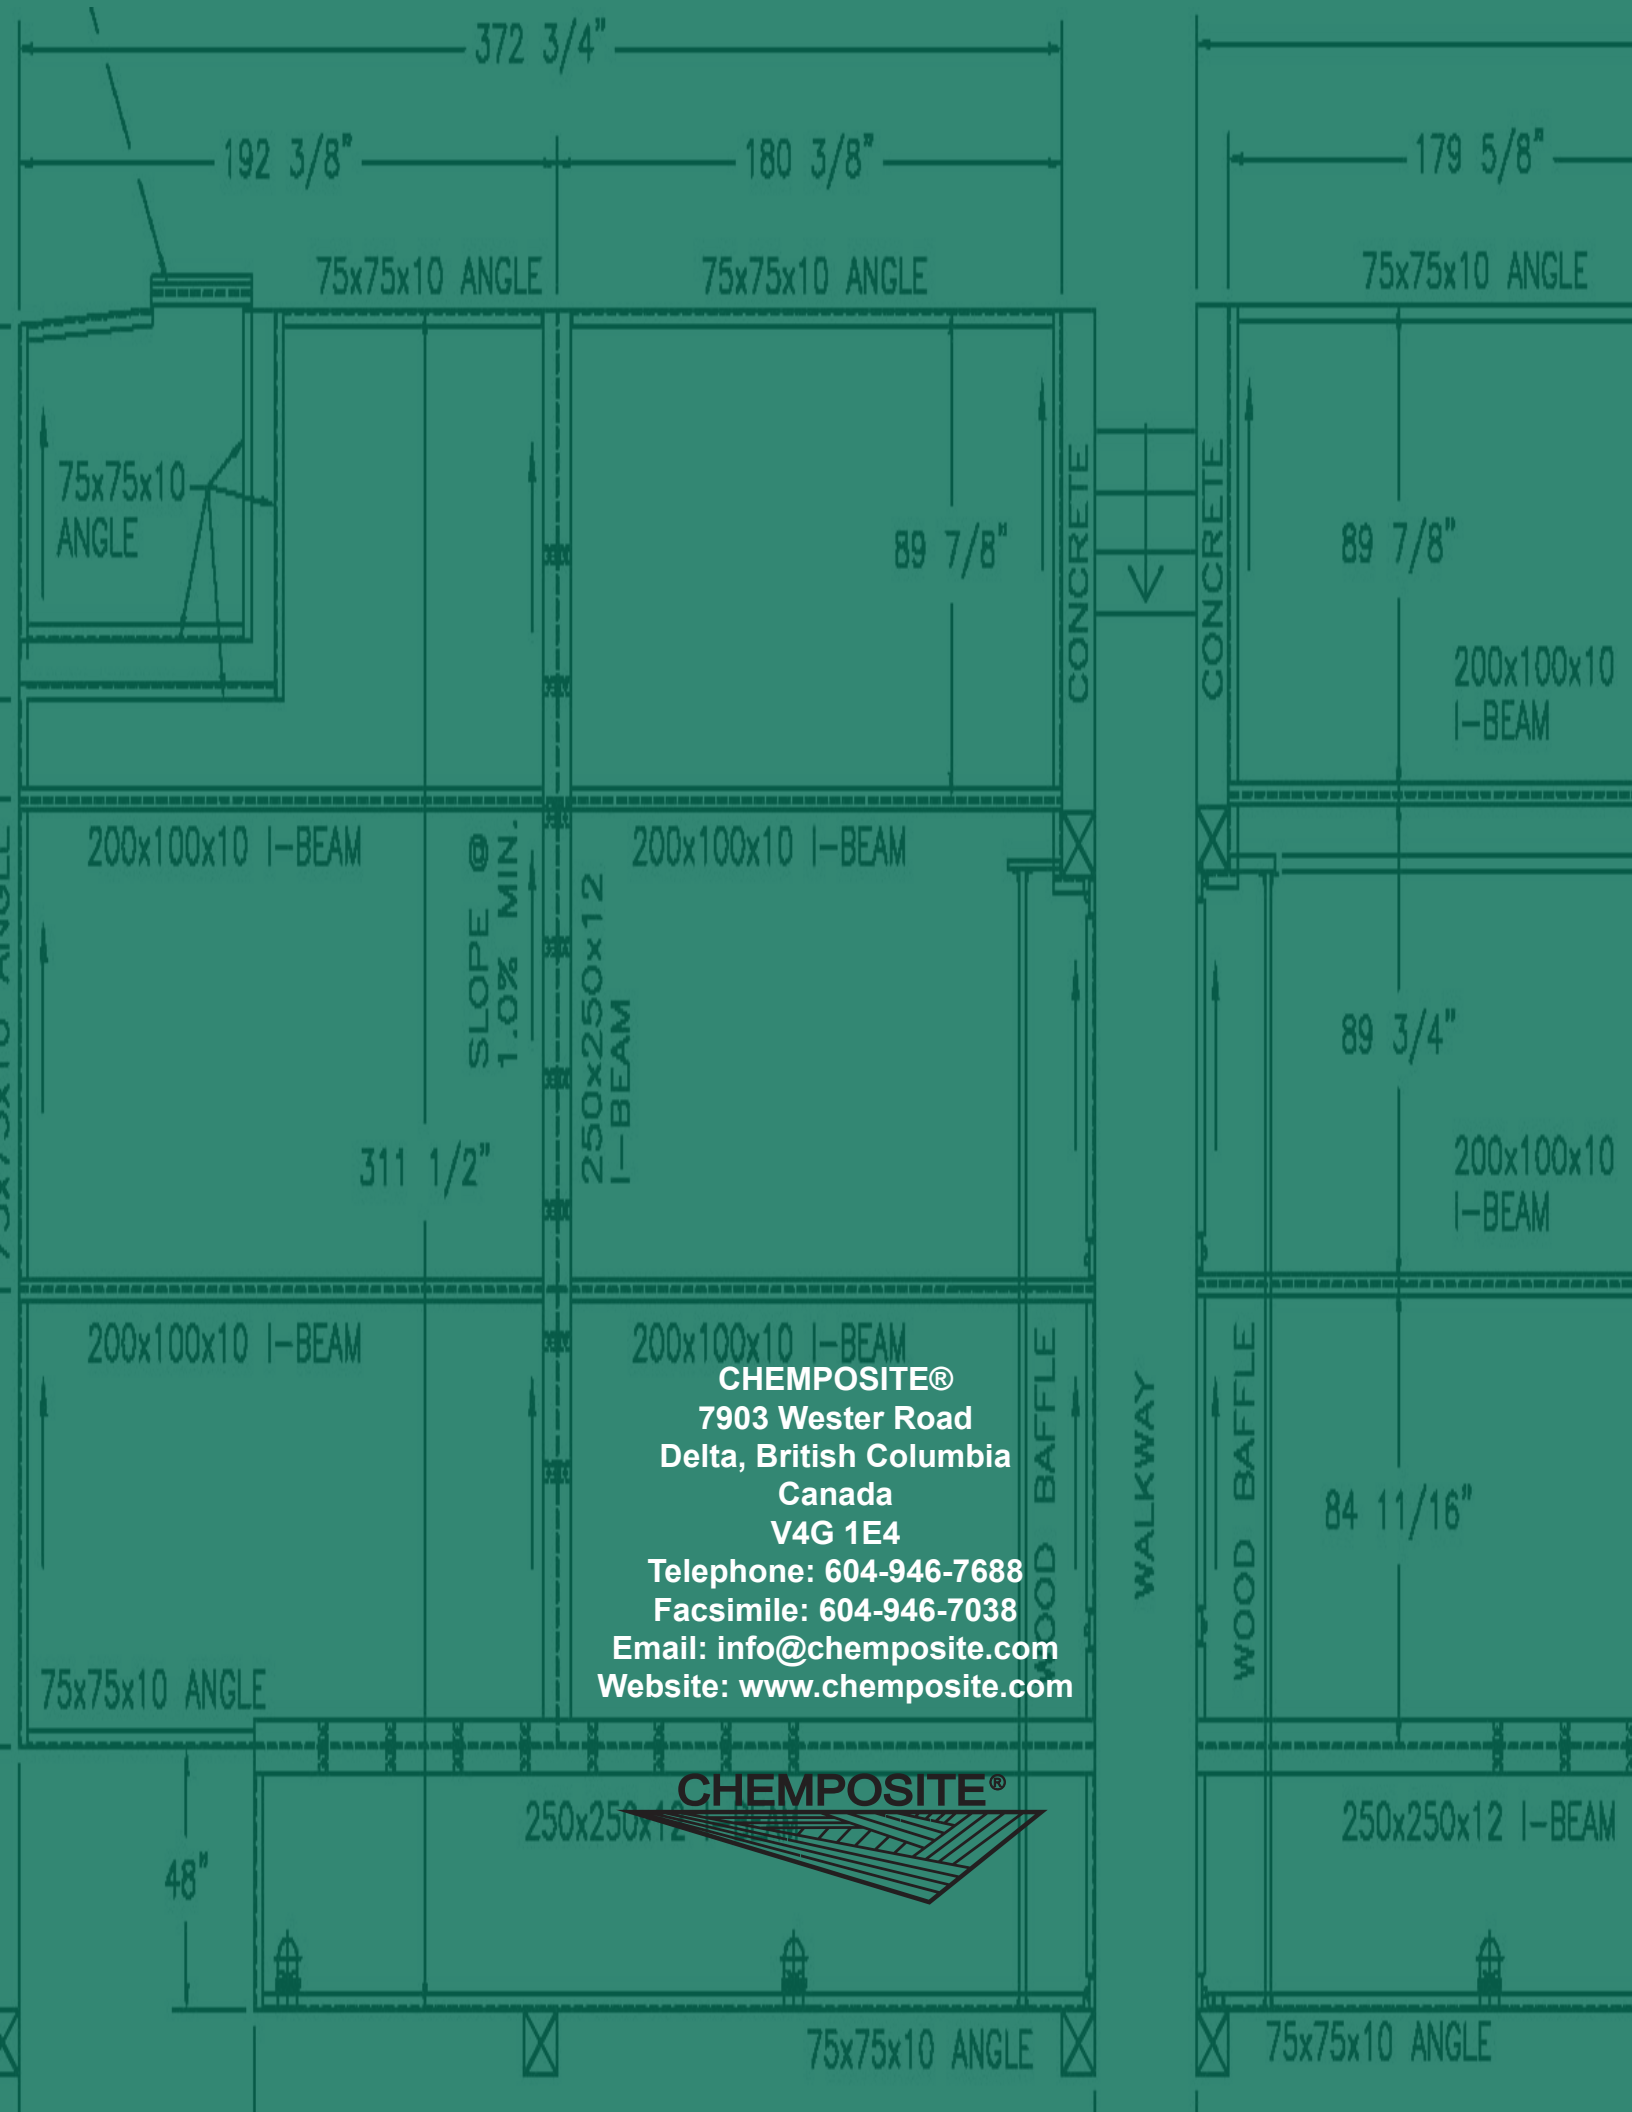 372 3/4"
192 3/8"
180 3/8"
179 5/8"
75x75x10 ANGLE
75x75x10 ANGLE
75x75x10 ANGLE
75x75x10
ANGLE
CONCRETE
CONCRETE
89 7/8"
89 7/8"
200x100x10
I-BEAM
200x100x10 I-BEAM
SLOPE @
1.0% MIN.
250x250x12
I-BEAM
200x100x10 I-BEAM
75x75x10 ANGLE
89 3/4"
311 1/2"
200x100x10
I-BEAM
200x100x10 I-BEAM
200x100x10 I-BEAM
WOOD BAFFLE
WALKWAY
WOOD BAFFLE
84 11/16"
CHEMPOSITE®
7903 Wester Road
Delta, British Columbia
Canada
V4G 1E4
Telephone: 604-946-7688
Facsimile: 604-946-7038
Email: info@chemposite.com
Website: www.chemposite.com
75x75x10 ANGLE
CHEMPOSITE®
250x250x12 I-BEAM
250x250x12 I-BEAM
48"
75x75x10 ANGLE
75x75x10 ANGLE